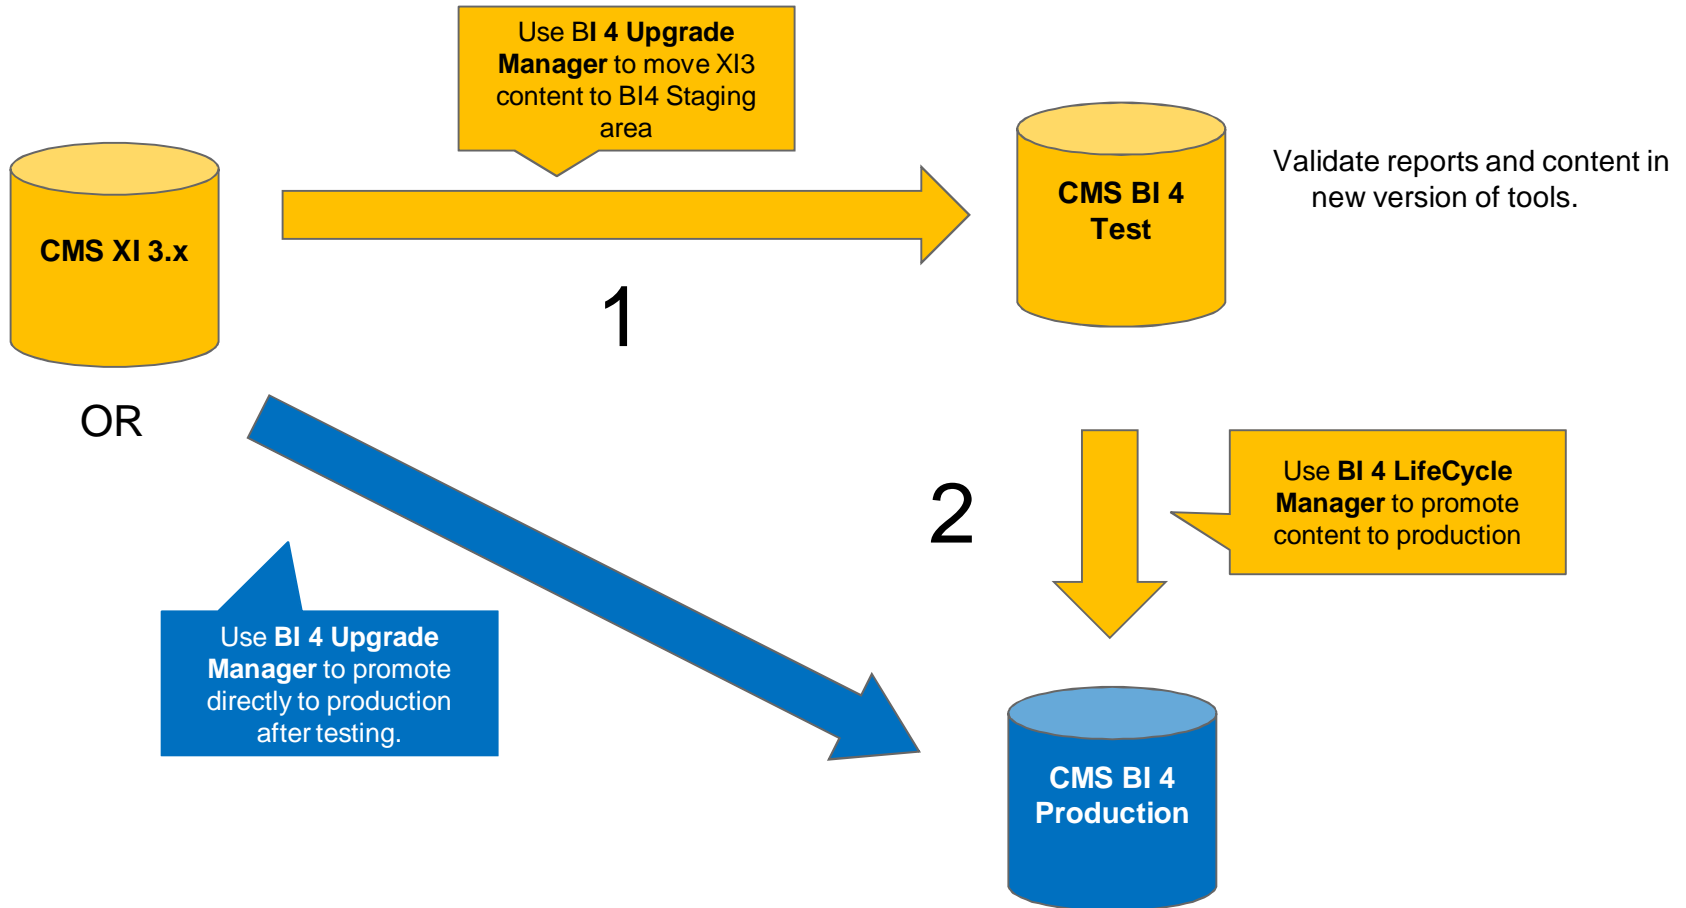 Use BI 4 Upgrade
Manager to move XI3
content to BI4 Staging
area
CMS XI 3.x
CMS BI 4
Test
Validate reports and content in
new version of tools.
1
OR
2
Use BI 4 LifeCycle
Manager to promote
content to production
Use BI 4 Upgrade
Manager to promote
directly to production
after testing.
CMS BI 4
Production